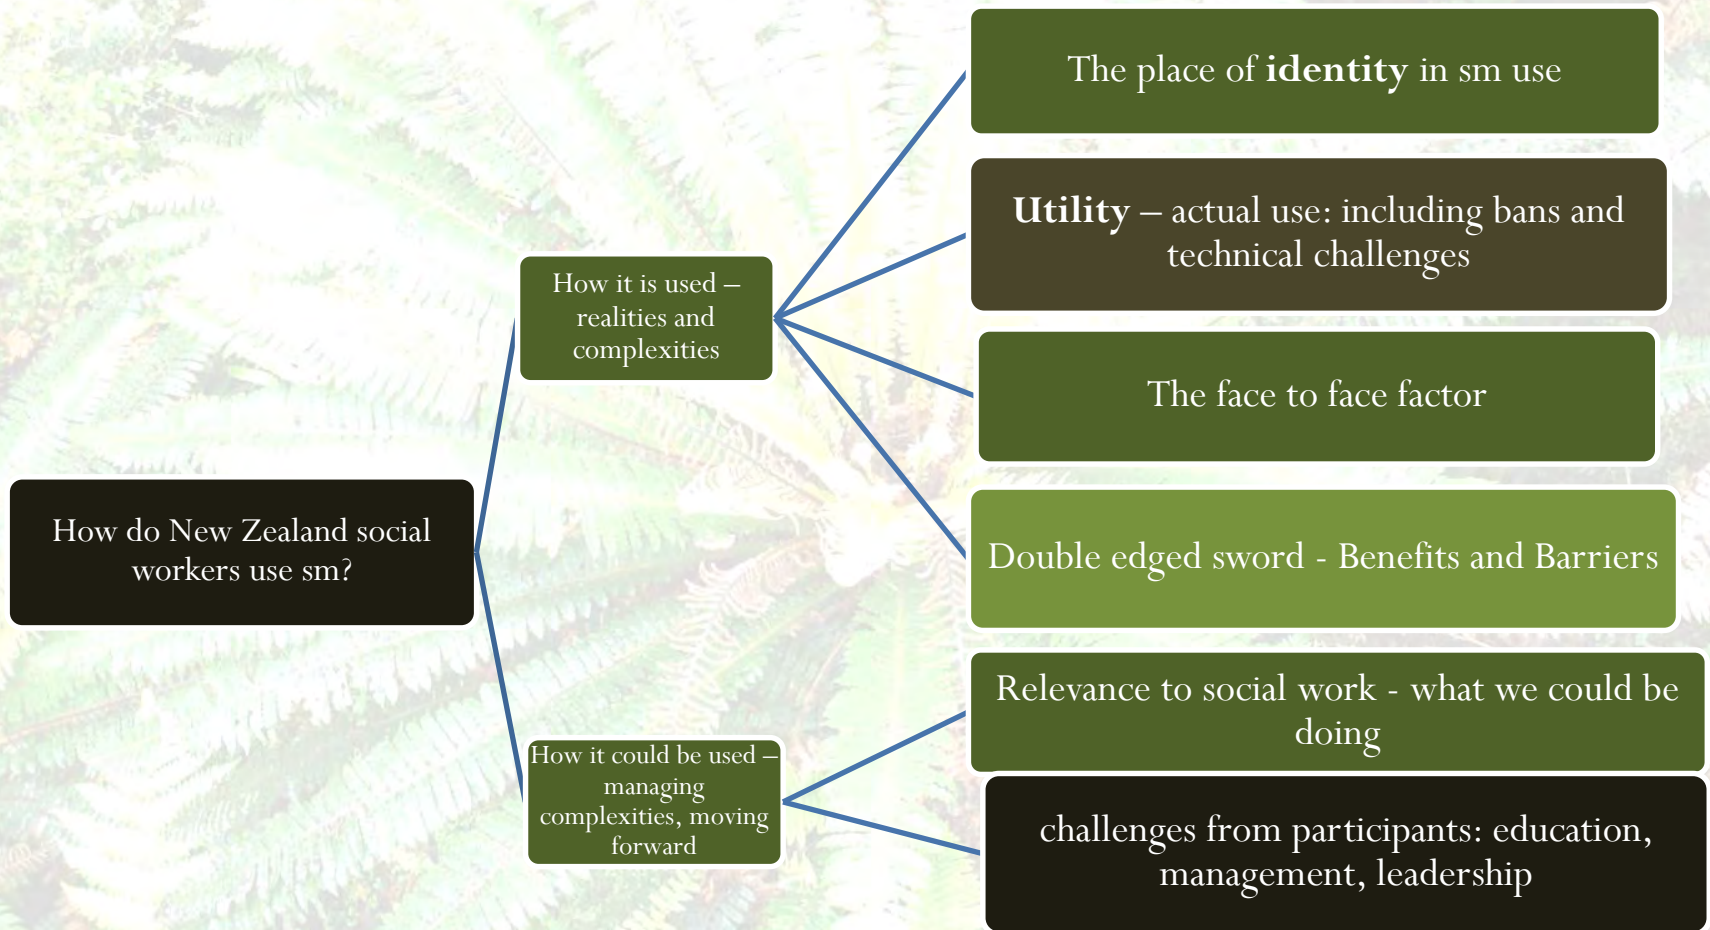 How do New Zealand social
workers use sm?
How it is used –
realities and
complexities
The place of identity in sm use
Utility – actual use: including bans and
technical challenges
The face to face factor
Double edged sword - Benefits and Barriers
How it could be used –
managing
complexities, moving
forward
Relevance to social work - what we could be
doing
challenges from participants: education,
management, leadership